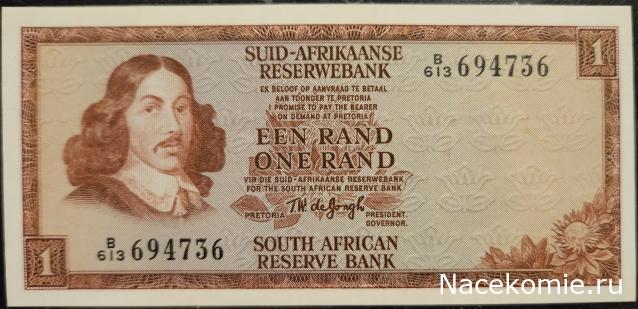 SUID-AFRIKAANSE
RESERWEBANK
B/613 694736
1
EK BELOOF OP AANVRAAG TE BETAAL
AAN TOONDER TE PRETORIA
I PROMISE TO PAY THE BEARER
ON DEMAND AT PRETORIA
EEN RAND
ONE RAND
VIR DIE SUID-AFRIKAANSE RESERWEBANK
FOR THE SOUTH AFRICAN RESERVE BANK
T.W. de Jongh
PRETORIA PRESIDENT.
GOVERNOR.
1
B/613 694736
SOUTH AFRICAN
RESERVE BANK
Nacekomie.ru